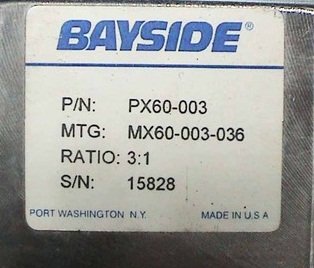 BAYSIDE®
P/N: PX60-003
MTG: MX60-003-036
RATIO: 3:1
S/N: 15828
PORT WASHINGTON N.Y. MADE IN U.S.A